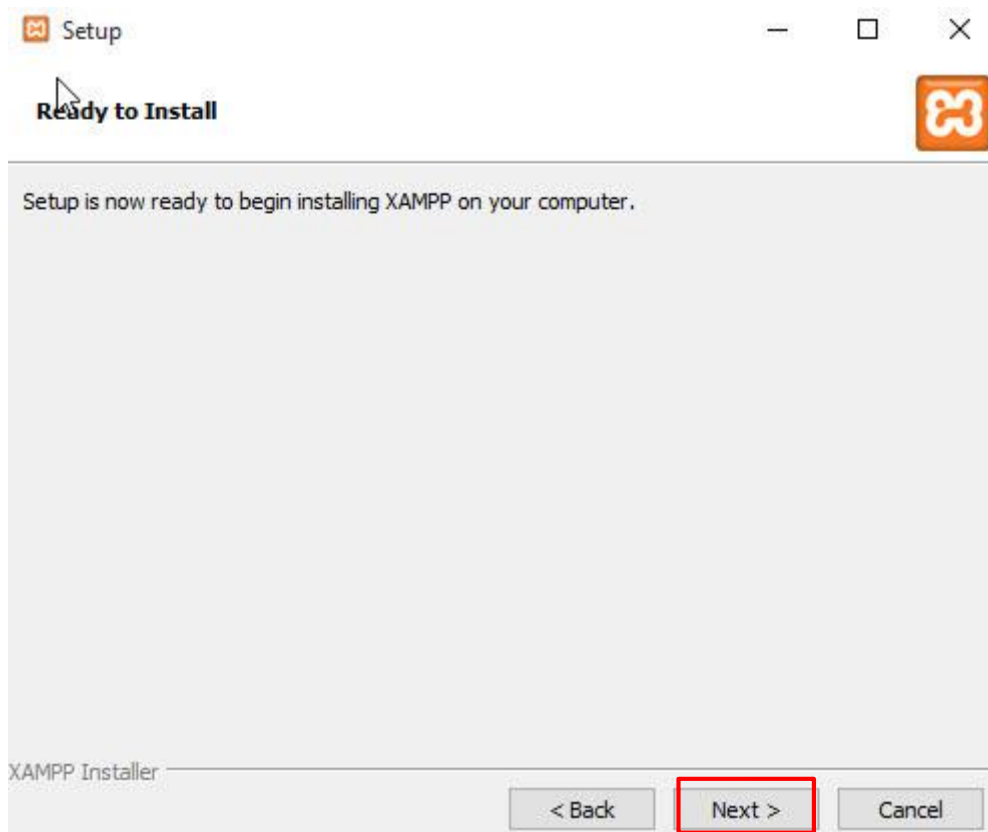 Setup
Ready to Install
Setup is now ready to begin installing XAMPP on your computer.
XAMPP Installer
< Back Next > Cancel